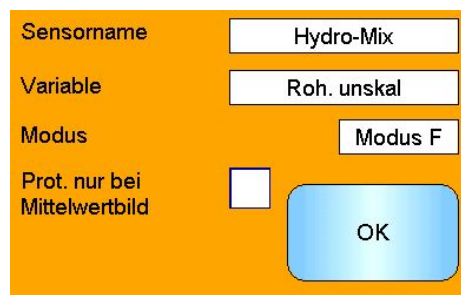 Sensorname Hydro-Mix
Variable Roh. unskal
Modus Modus F
Prot. nur bei
Mittelwertbild
OK